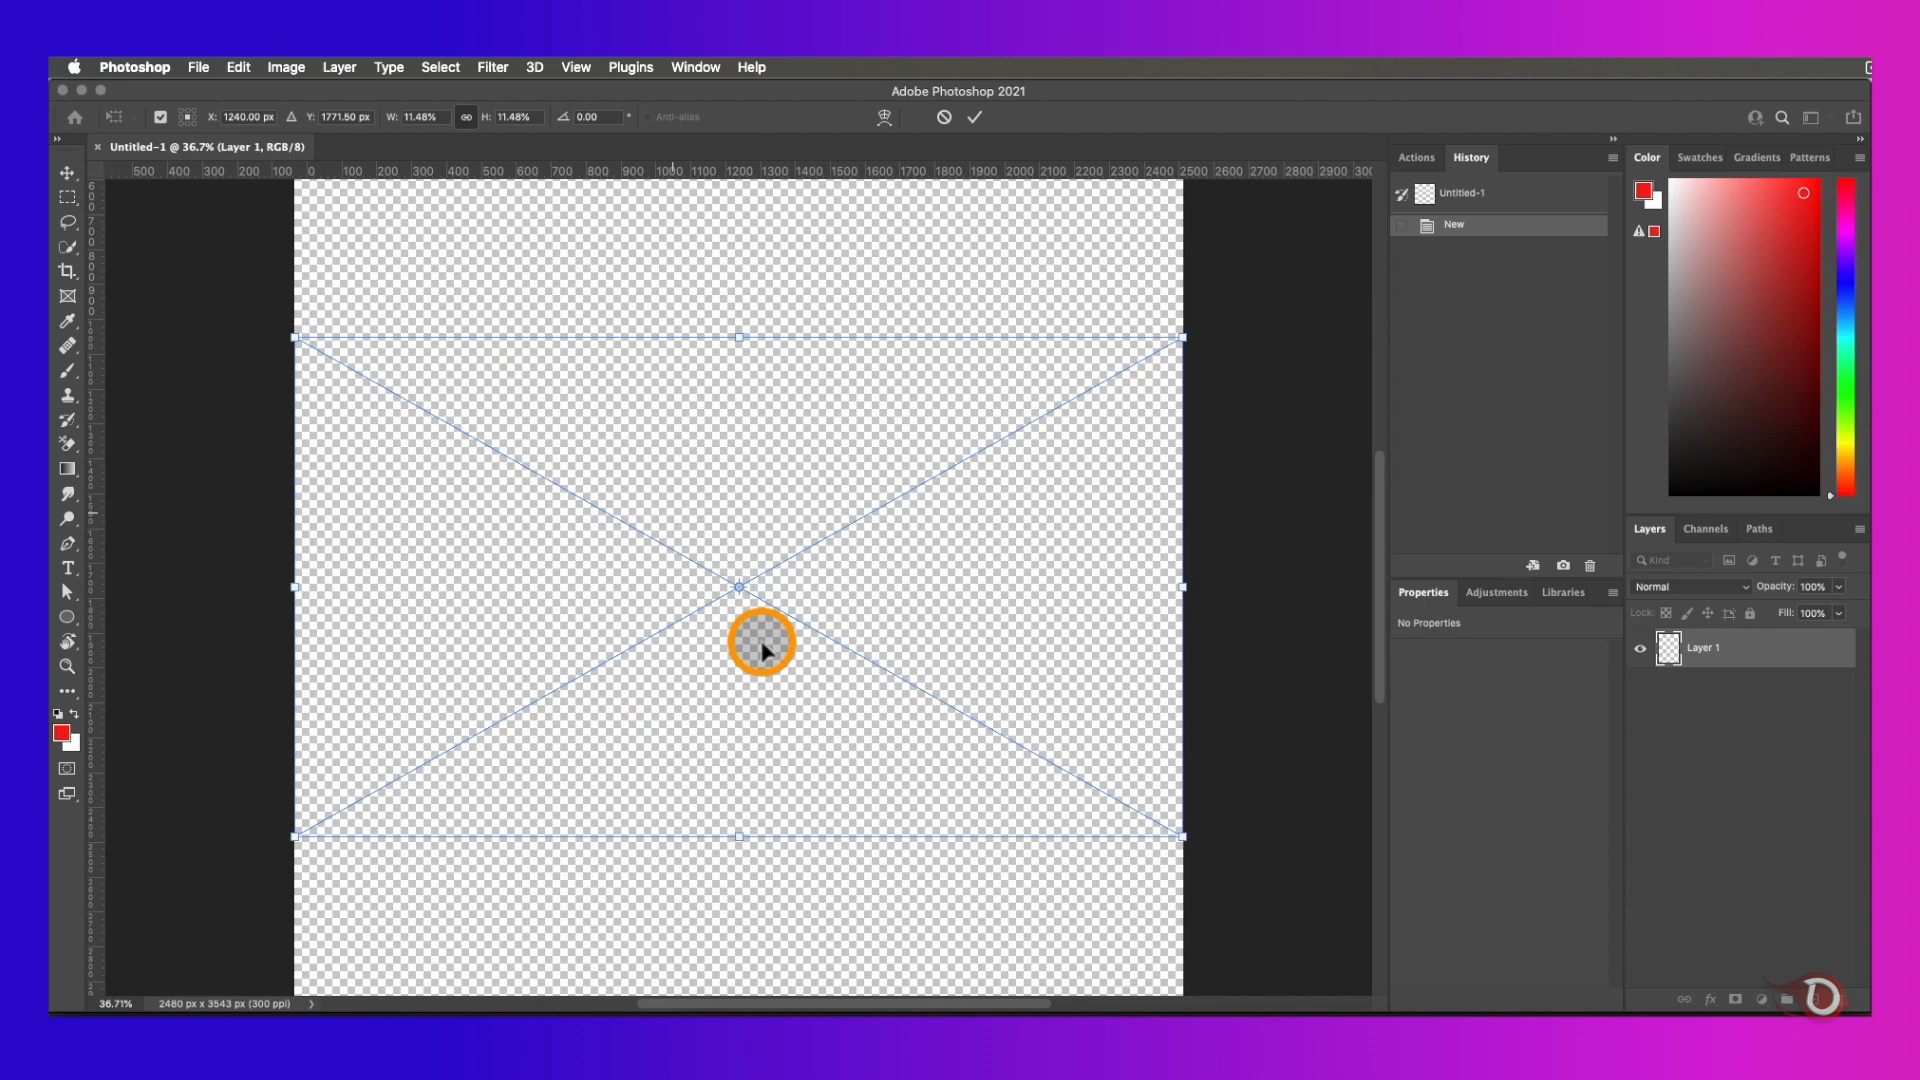 Photoshop File Edit Image Layer Type Select Filter 3D View Plugins Window Help
Adobe Photoshop 2021
X: 1240.00 px Y: 1771.50 px W: 11.48% H: 11.48% 0.00 ° Anti-alias
Untitled-1 @ 36.7% (Layer 1, RGB/8)
500 400 300 200 100 0 100 200 300 400 500 600 700 800 900 1000 1100 1200 1300 1400 1500 1600 1700 1800 1900 2000 2100 2200 2300 2400 2500 2600 2700 2800 2900 300
Actions History
Untitled-1
New
Color Swatches Gradients Patterns
Properties Adjustments Libraries
No Properties
Layers Channels Paths
Kind
Normal Opacity: 100%
Lock: Fill: 100%
Layer 1
fx
36.71% 2480 px x 3543 px (300 ppi)